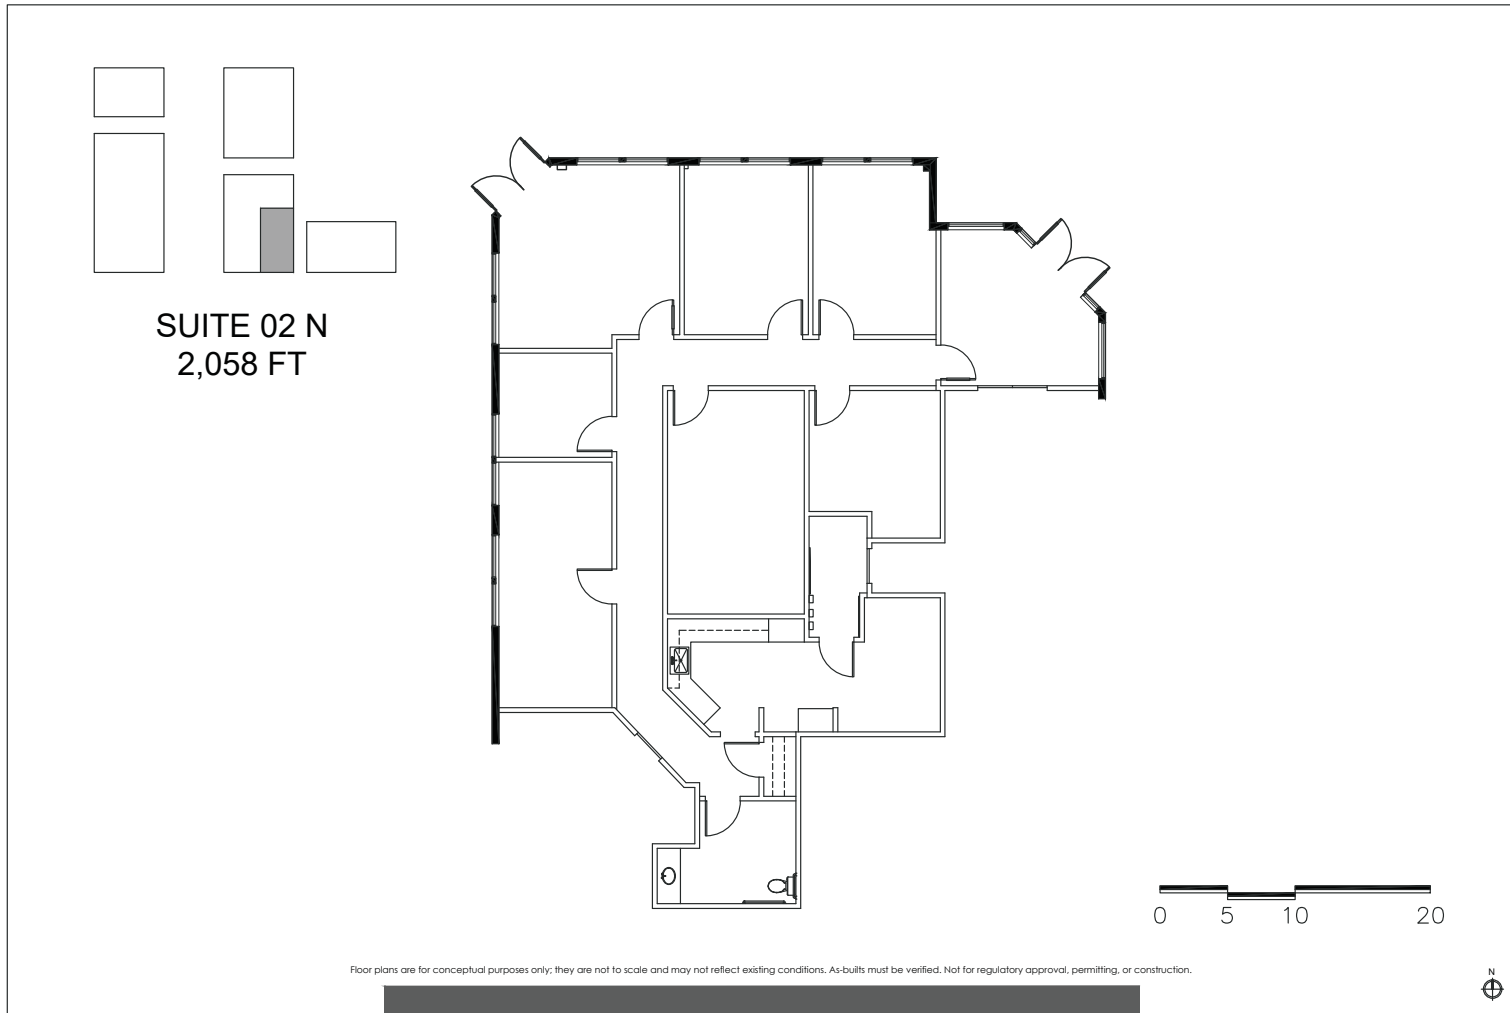 SUITE 02 N
2,058 FT
0 5 10 20
Floor plans are for conceptual purposes only; they are not to scale and may not reflect existing conditions. As-builts must be verified. Not for regulatory approval, permitting, or construction.
N